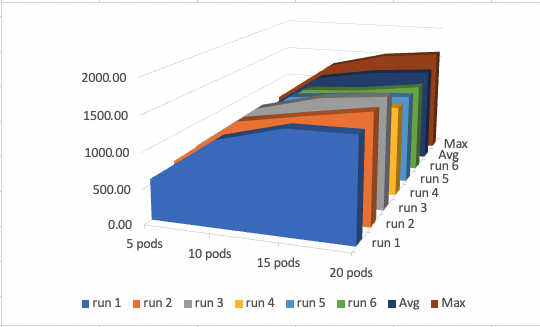 2000.00
1500.00
1000.00
500.00
0.00
5 pods
10 pods
15 pods
20 pods
Max
Avg
run 6
run 5
run 4
run 3
run 2
run 1
run 1 run 2 run 3 run 4 run 5 run 6 Avg Max